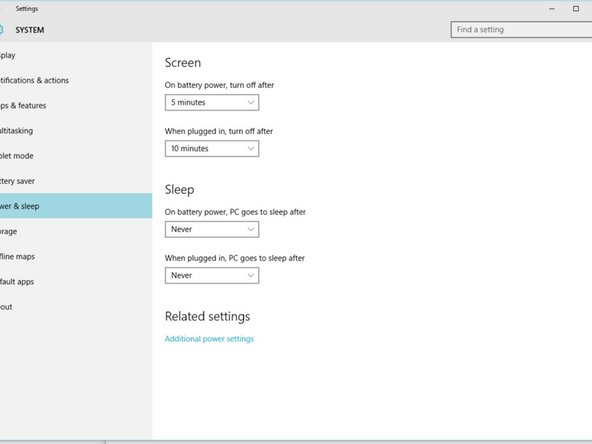 Settings
SYSTEM
Find a setting
splay
tifications & actions
ps & features
ultitasking
blet mode
ttery saver
wer & sleep
orage
fline maps
fault apps
out
Screen
On battery power, turn off after
5 minutes
When plugged in, turn off after
10 minutes
Sleep
On battery power, PC goes to sleep after
Never
When plugged in, PC goes to sleep after
Never
Related settings
Additional power settings